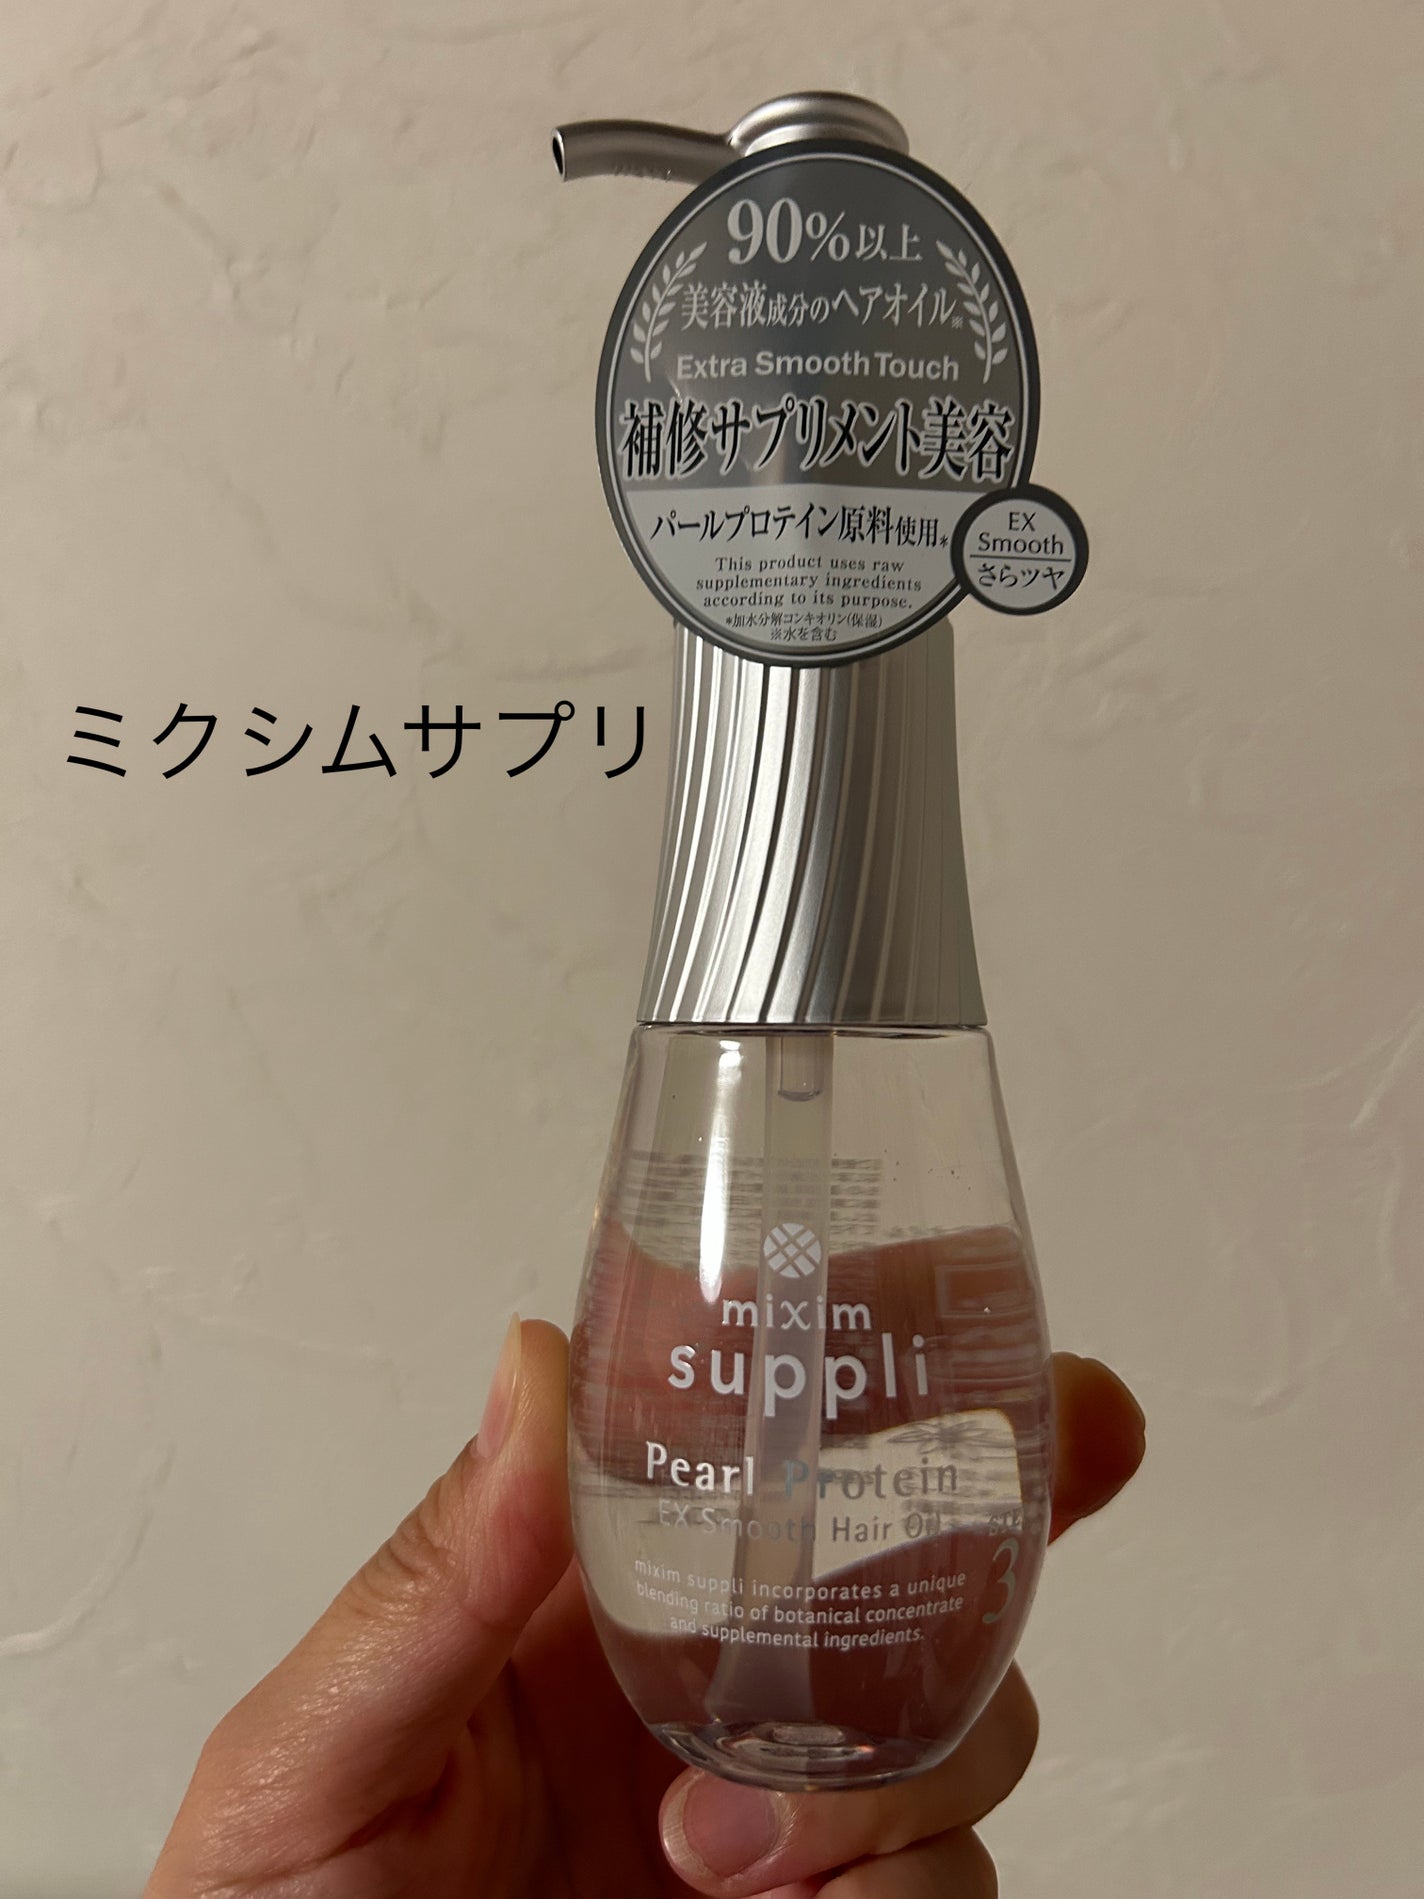 90%以上
美容液成分のヘアオイル※
Extra Smooth Touch
補修サプリメント美容
パールプロテイン原料使用*
EX
Smooth
さらツヤ
This product uses raw
supplementary ingredients
according to its purpose.
*加水分解コンキオリン(保湿)
※水を含む
ミクシムサプリ
mixim
suppli
Pearl Protein
EX Smooth Hair Oil
3
mixim suppli incorporates a unique
blending ratio of botanical concentrate
and supplemental ingredients.